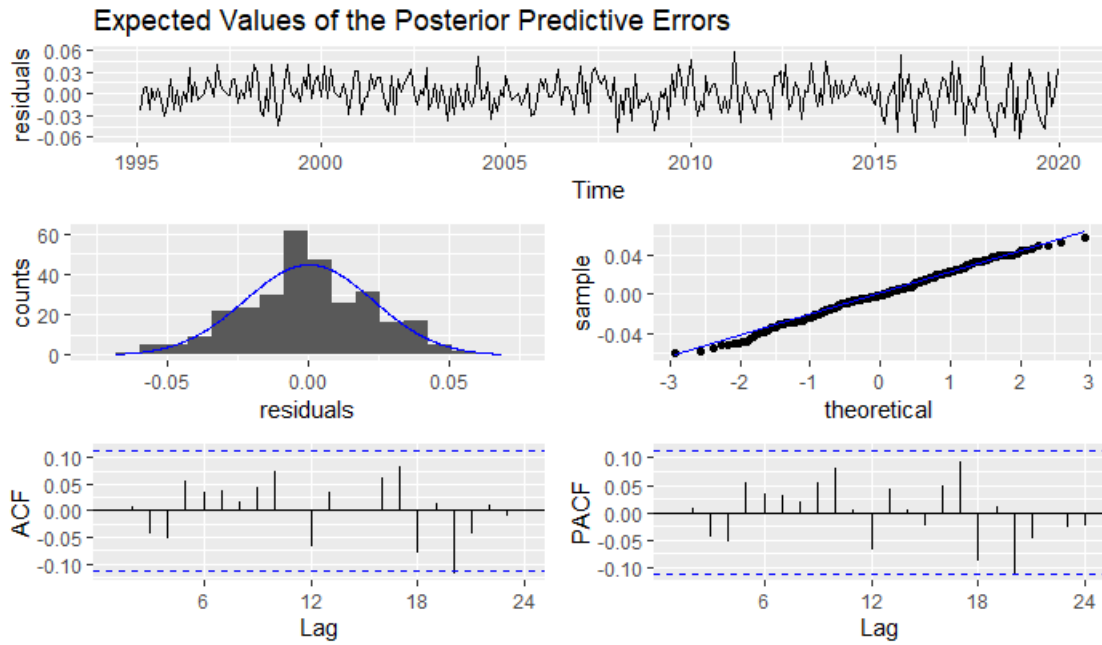 Expected Values of the Posterior Predictive Errors
residuals
0.06
0.03
0.00
-0.03
-0.06
1995 2000 2005 2010 2015 2020
Time
counts
60
40
20
0
-0.05 0.00 0.05
residuals
sample
0.04
0.00
-0.04
-3 -2 -1 0 1 2 3
theoretical
ACF
0.10
0.05
0.00
-0.05
-0.10
6 12 18 24
Lag
PACF
0.10
0.05
0.00
-0.05
-0.10
6 12 18 24
Lag